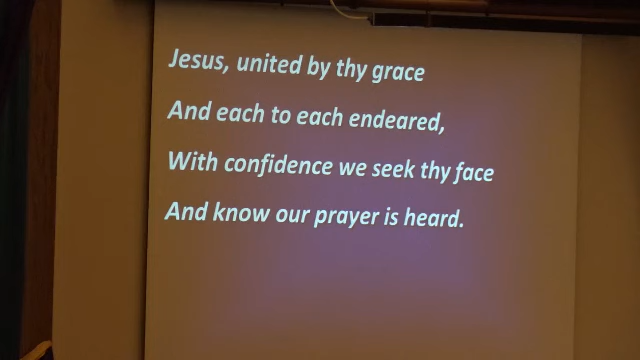 Jesus, united by thy grace
And each to each endeared,
With confidence we seek thy face
And know our prayer is heard.